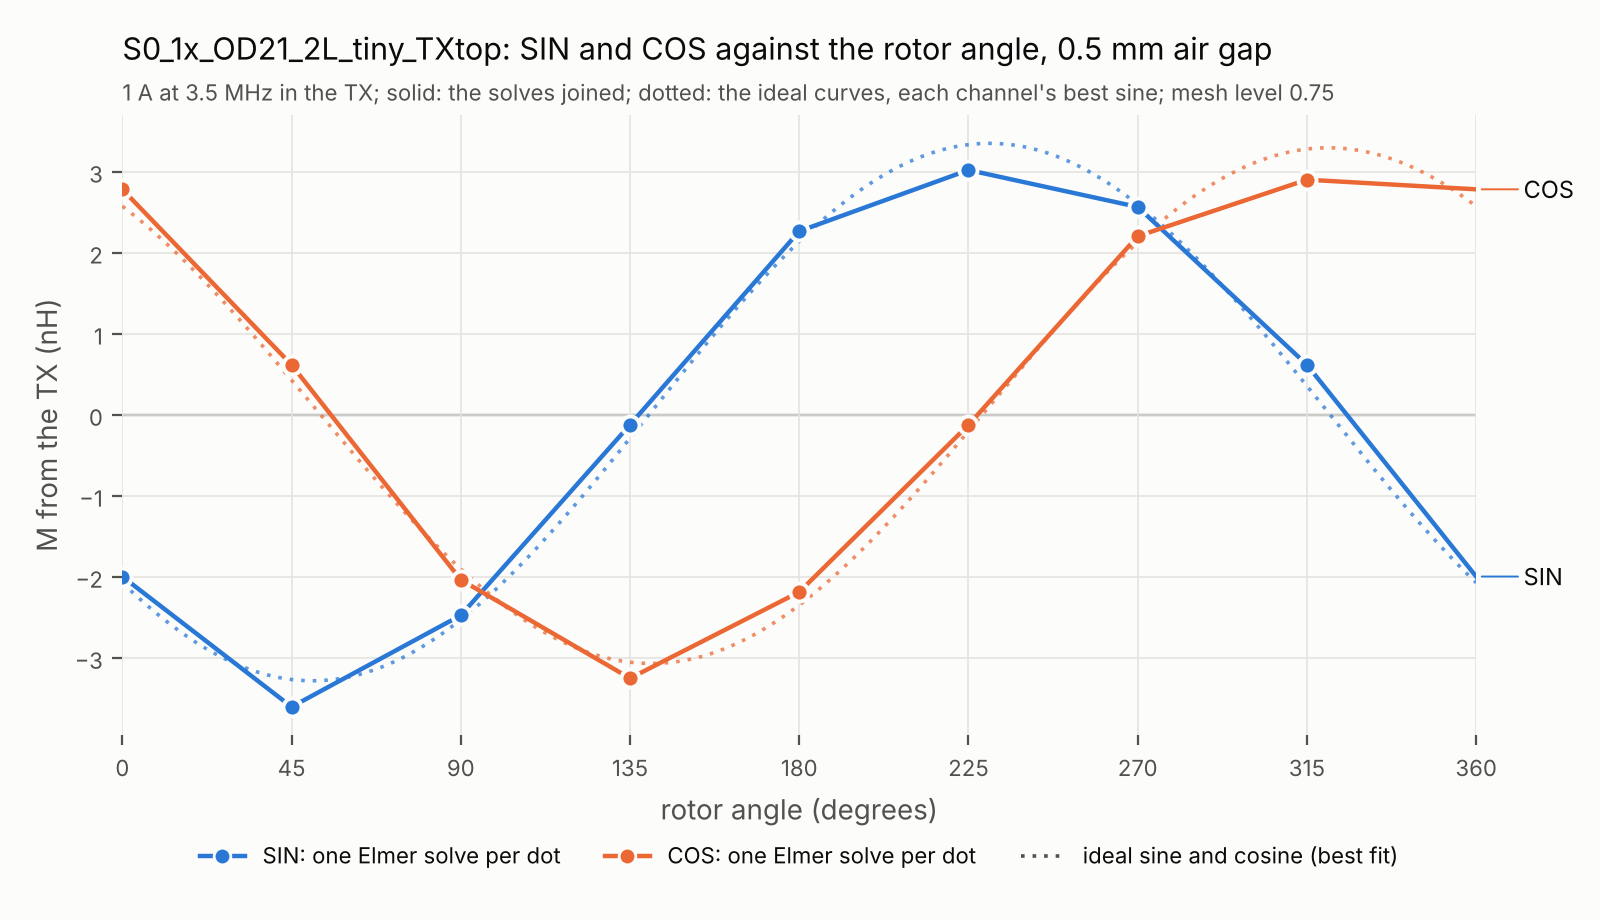 S0_1x_OD21_2L_tiny_TXtop: SIN and COS against the rotor angle, 0.5 mm air gap
1 A at 3.5 MHz in the TX; solid: the solves joined; dotted: the ideal curves, each channel's best sine; mesh level 0.75
M from the TX (nH)
3
2
1
0
−1
−2
−3
COS
SIN
0 45 90 135 180 225 270 315 360
rotor angle (degrees)
SIN: one Elmer solve per dot COS: one Elmer solve per dot ideal sine and cosine (best fit)